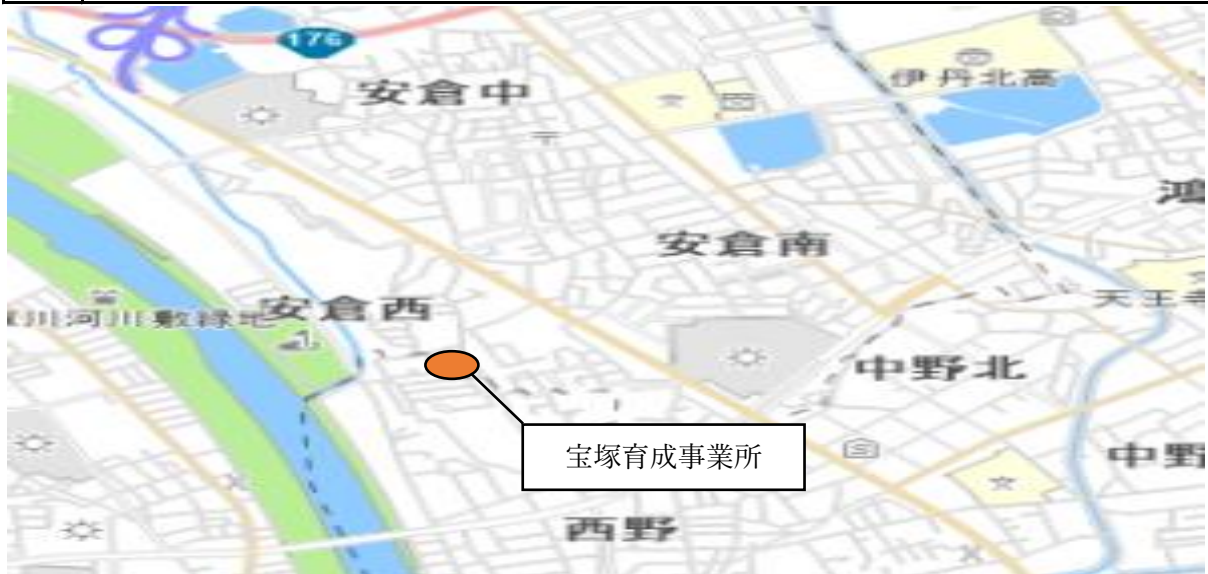 176
安倉中
伊丹北高
鴻
安倉南
天王寺
安倉西
川河川敷緑地
中野北
宝塚育成事業所
中野
西野